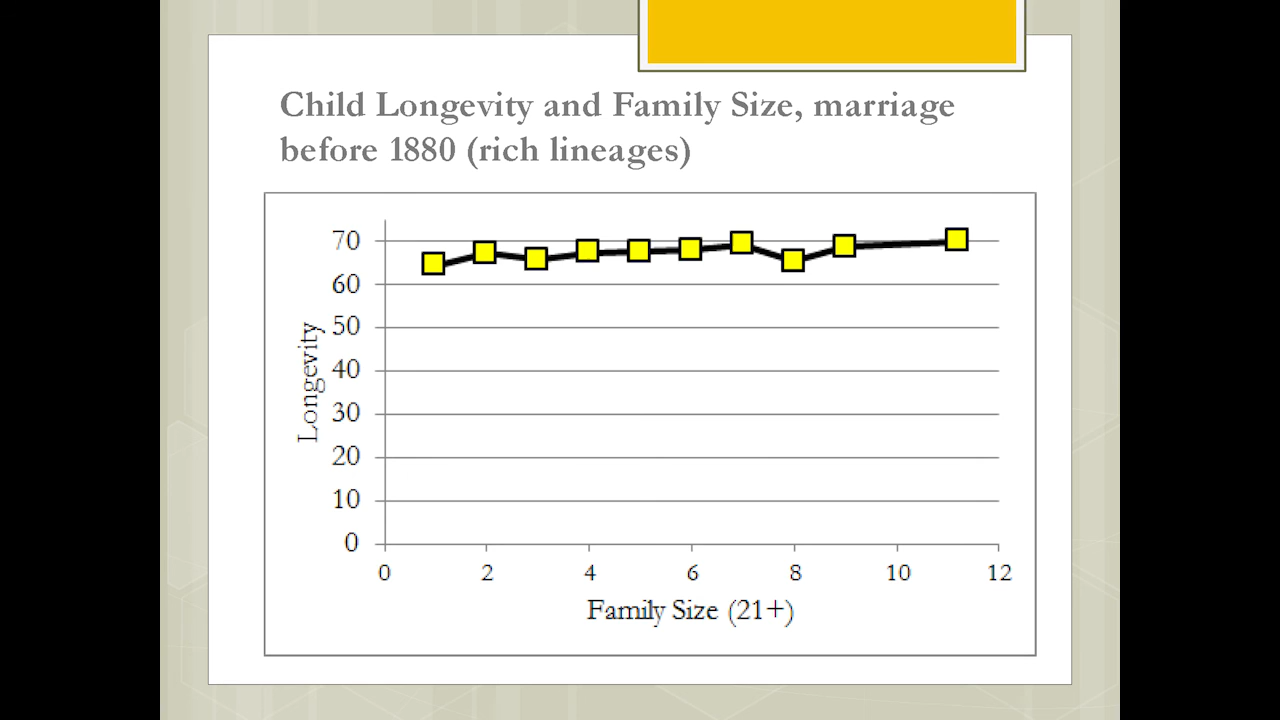 Child Longevity and Family Size, marriage
before 1880 (rich lineages)
70
60
50
40
30
20
10
0
Longevity
0 2 4 6 8 10 12
Family Size (21+)